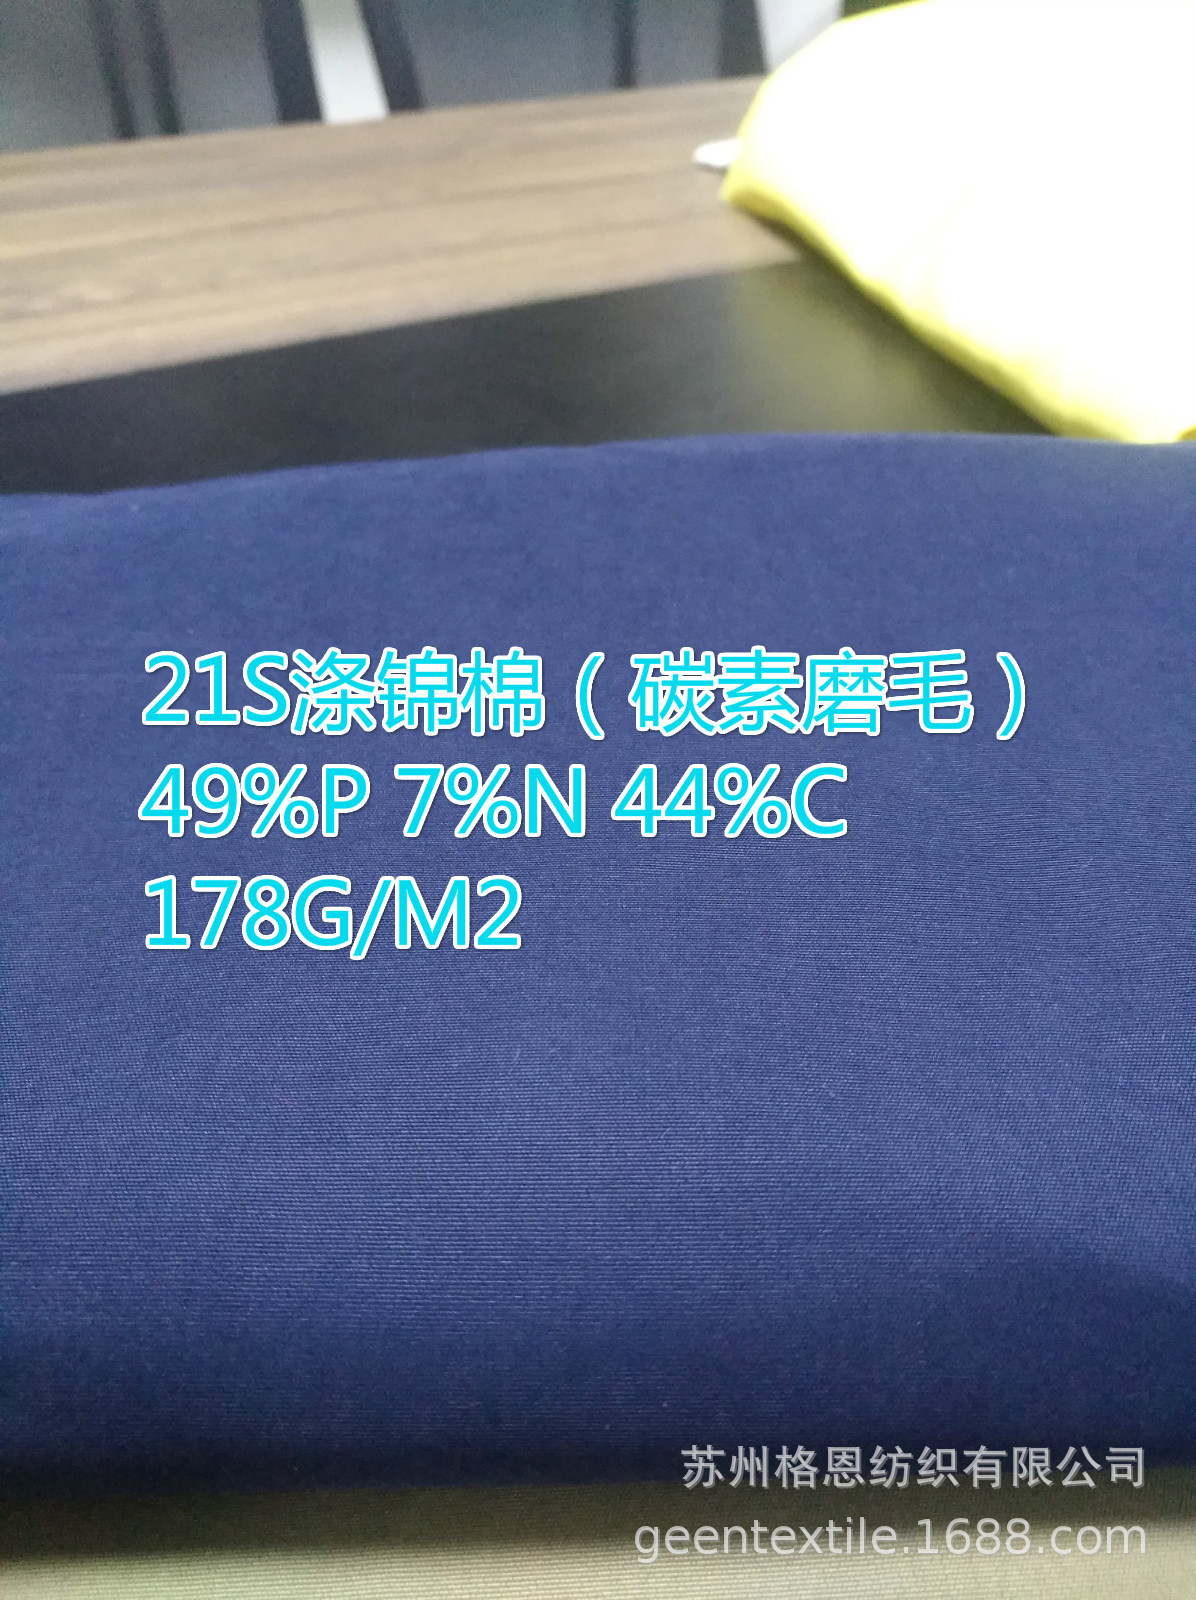 21S涤锦棉（碳素磨毛）
49%P 7%N 44%C
178G/M2
苏州格恩纺织有限公司
geentextile.1688.com